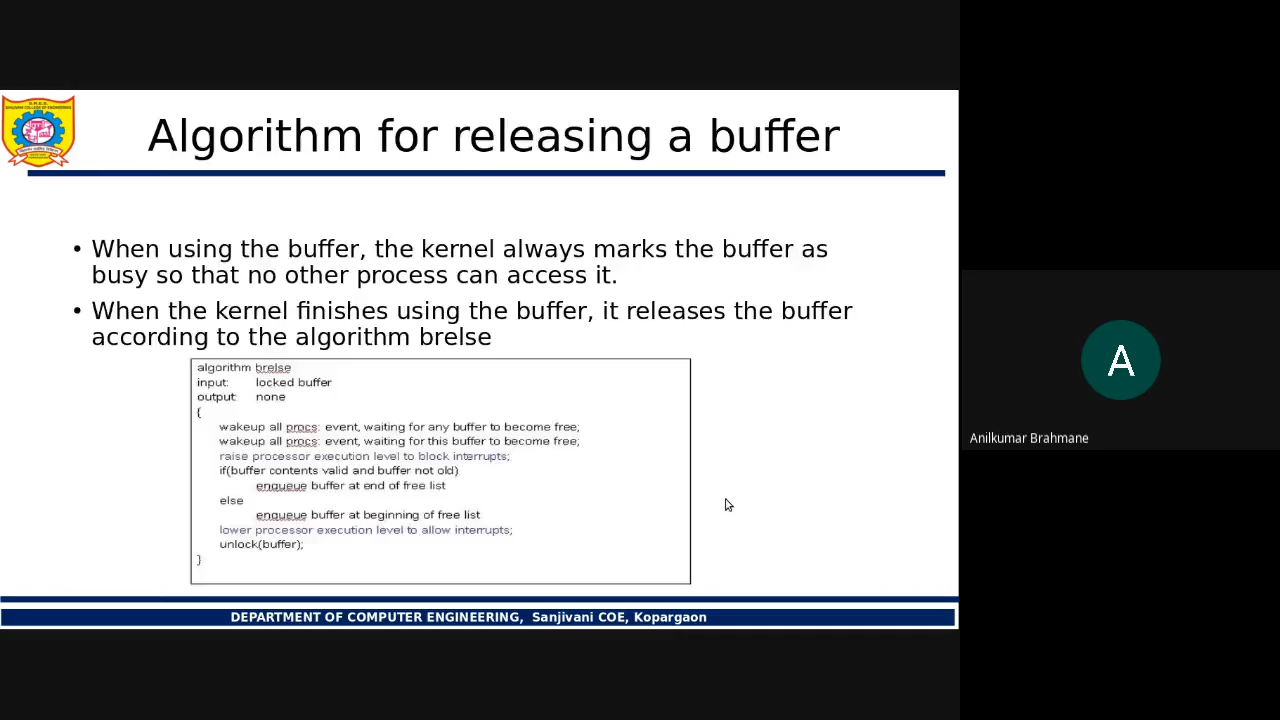 Algorithm for releasing a buffer
• When using the buffer, the kernel always marks the buffer as
busy so that no other process can access it.
• When the kernel finishes using the buffer, it releases the buffer
according to the algorithm brelse
algorithm brelse
input: locked buffer
output: none
{
wakeup all procs: event, waiting for any buffer to become free;
wakeup all procs: event, waiting for this buffer to become free;
raise processor execution level to block interrupts;
if(buffer contents valid and buffer not old)
enqueue buffer at end of free list
else
enqueue buffer at beginning of free list
lower processor execution level to allow interrupts;
unlock(buffer);
}
DEPARTMENT OF COMPUTER ENGINEERING, Sanjivani COE, Kopargaon
A
Anilkumar Brahmane